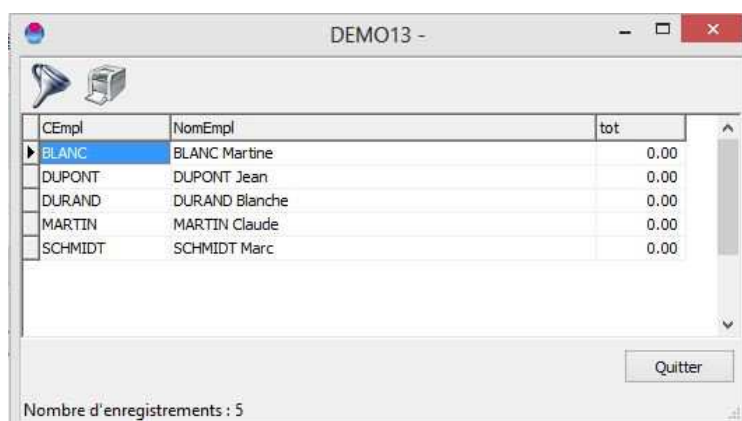 DEMO13 -
CEmpl NomEmpl tot
BLANC BLANC Martine 0.00
DUPONT DUPONT Jean 0.00
DURAND DURAND Blanche 0.00
MARTIN MARTIN Claude 0.00
SCHMIDT SCHMIDT Marc 0.00
Quitter
Nombre d'enregistrements : 5